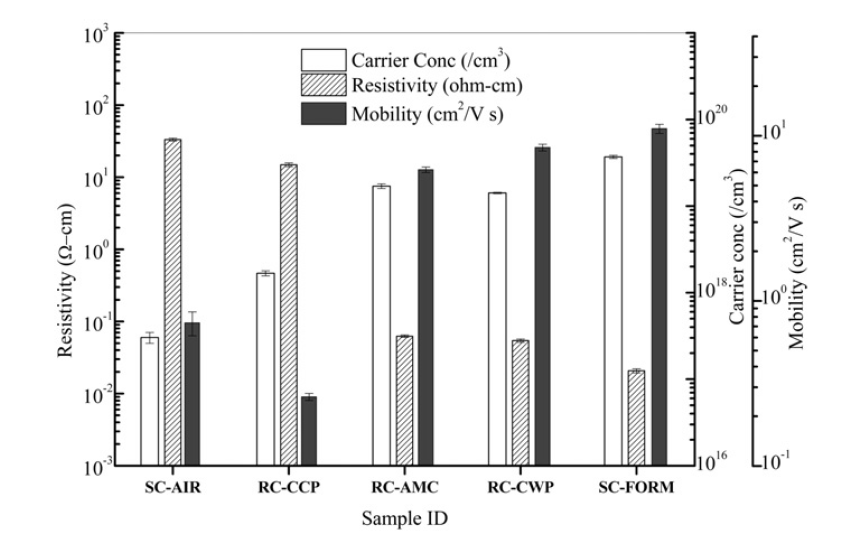 10³
10²
10¹
10⁰
10⁻¹
10⁻²
10⁻³
Resistivity (Ω−cm)
Carrier Conc (/cm³)
Resistivity (ohm-cm)
Mobility (cm²/V s)
10²⁰
10¹⁸
10¹⁶
Carrier conc (/cm³)
10¹
10⁰
10⁻¹
Mobility (cm²/V s)
SC-AIR RC-CCP RC-AMC RC-CWP SC-FORM
Sample ID